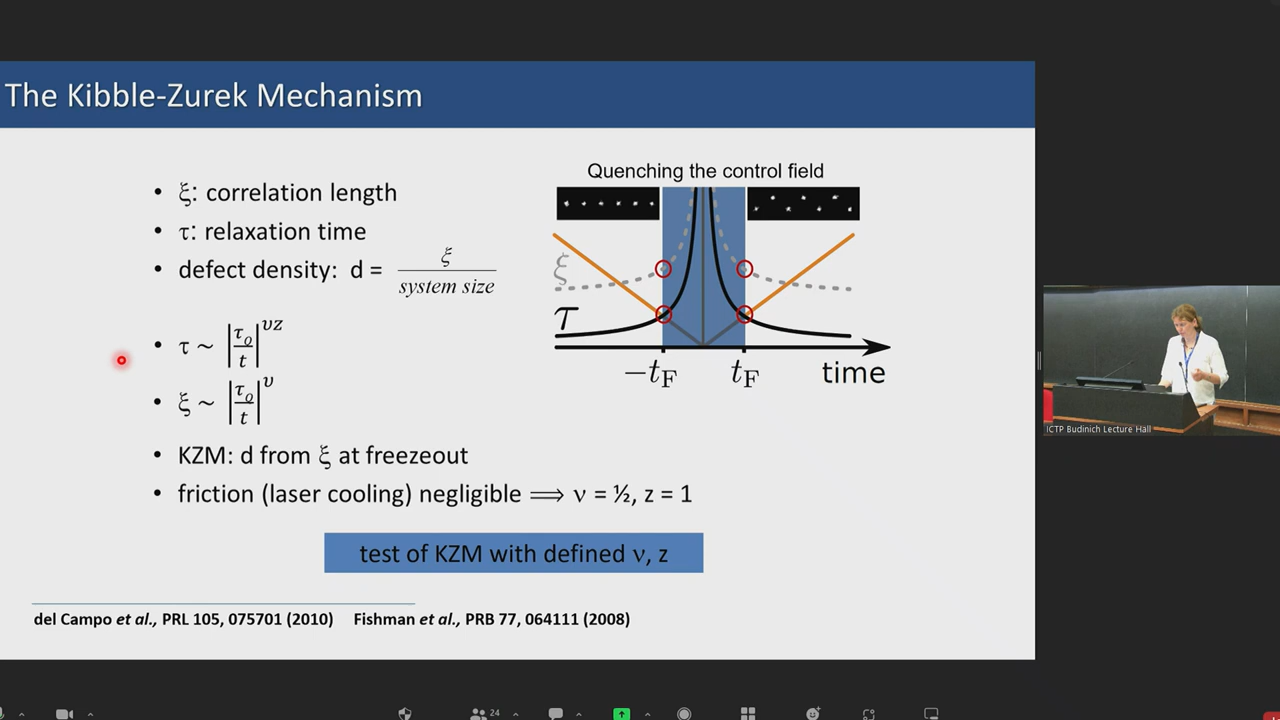 The Kibble-Zurek Mechanism
• ξ: correlation length
• τ: relaxation time
• defect density: d = ξ / system size
• τ ~ |τ₀/t|^υz
• ξ ~ |τ₀/t|^υ
• KZM: d from ξ at freezeout
• friction (laser cooling) negligible ⟹ ν = ½, z = 1
test of KZM with defined ν, z
del Campo et al., PRL 105, 075701 (2010) Fishman et al., PRB 77, 064111 (2008)
Quenching the control field
ξ
τ
−tF
tF
time
ICTP Budinich Lecture Hall
24